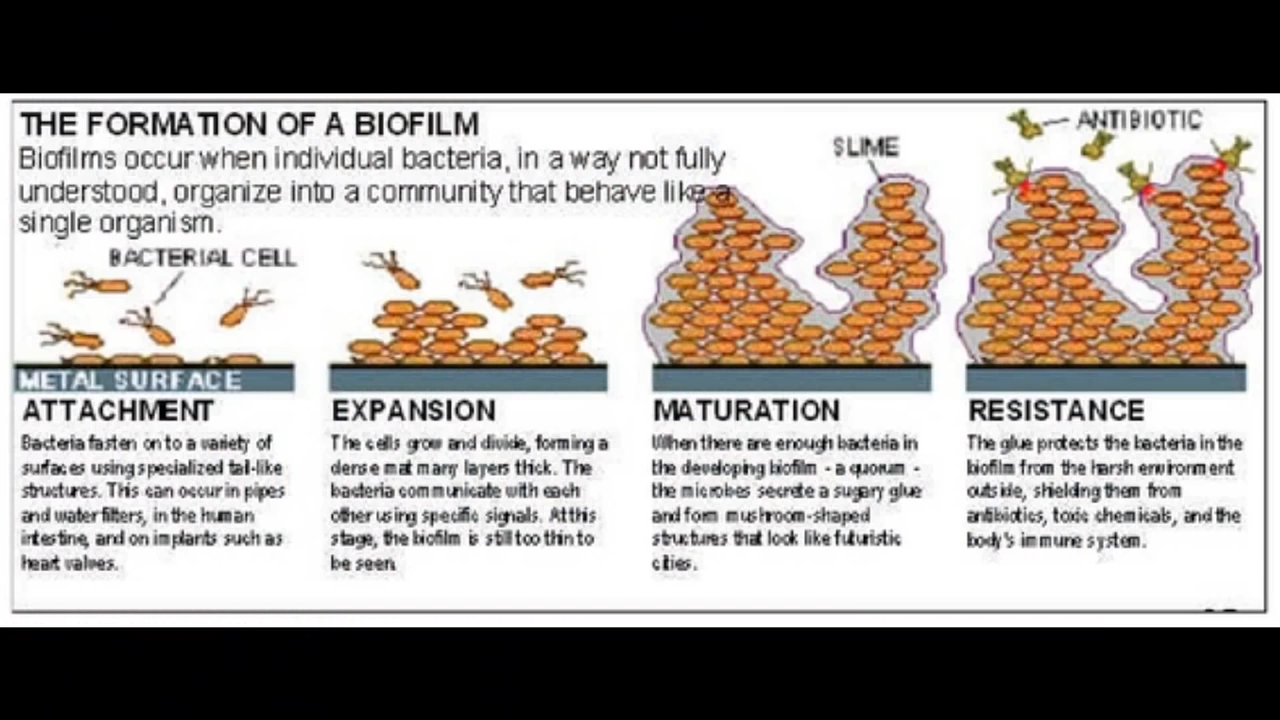 THE FORMATION OF A BIOFILM
Biofilms occur when individual bacteria, in a way not fully
understood, organize into a community that behave like a
single organism.
BACTERIAL CELL
SLIME
ANTIBIOTIC
METAL SURFACE
ATTACHMENT
Bacteria fasten on to a variety of
surfaces using specialized tail-like
structures. This can occur in pipes
and water filters, in the human
intestine, and on implants such as
heart valves.
EXPANSION
The cells grow and divide, forming a
dense mat many layers thick. The
bacteria communicate with each
other using specific signals. At this
stage, the biofilm is still too thin to
be seen.
MATURATION
When there are enough bacteria in
the developing biofilm - a quorum -
the microbes secrete a sugary glue
and form mushroom-shaped
structures that look like futuristic
cities.
RESISTANCE
The glue protects the bacteria in the
biofilm from the harsh environment
outside, shielding them from
antibiotics, toxic chemicals, and the
body's immune system.